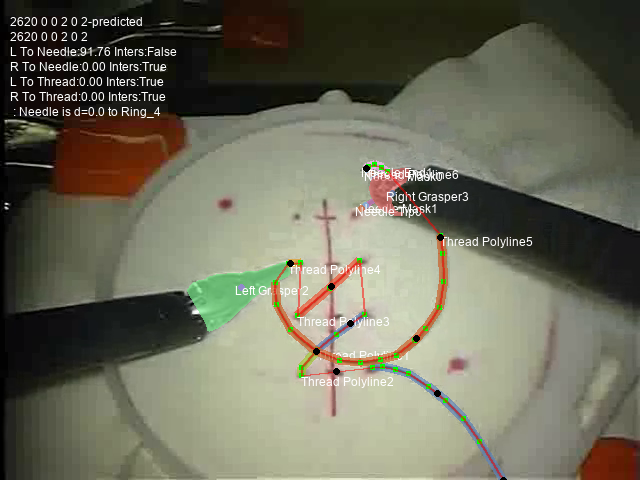 2620 0 0 2 0 2-predicted
2620 0 0 2 0 2
L To Needle:91.76 Inters:False
R To Needle:0.00 Inters:True
L To Thread:0.00 Inters:True
R To Thread:0.00 Inters:True
: Needle is d=0.0 to Ring_4
Right Grasper3
Needle Tip0
Thread Polyline5
Thread Polyline4
Left Grasper2
Thread Polyline3
Thread Polyline2